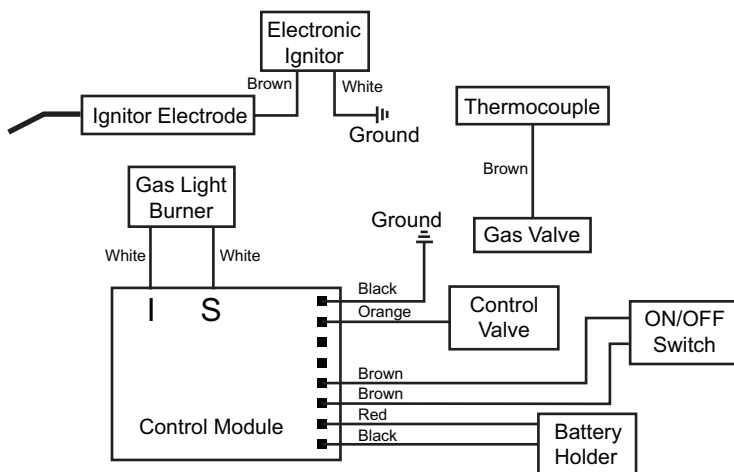 Electronic
Ignitor
Brown
White
Ignitor Electrode
Ground
Thermocouple
Brown
Gas Valve
Gas Light
Burner
White
White
Ground
I
S
Black
Orange
Control
Valve
ON/OFF
Switch
Brown
Brown
Red
Black
Control Module
Battery
Holder